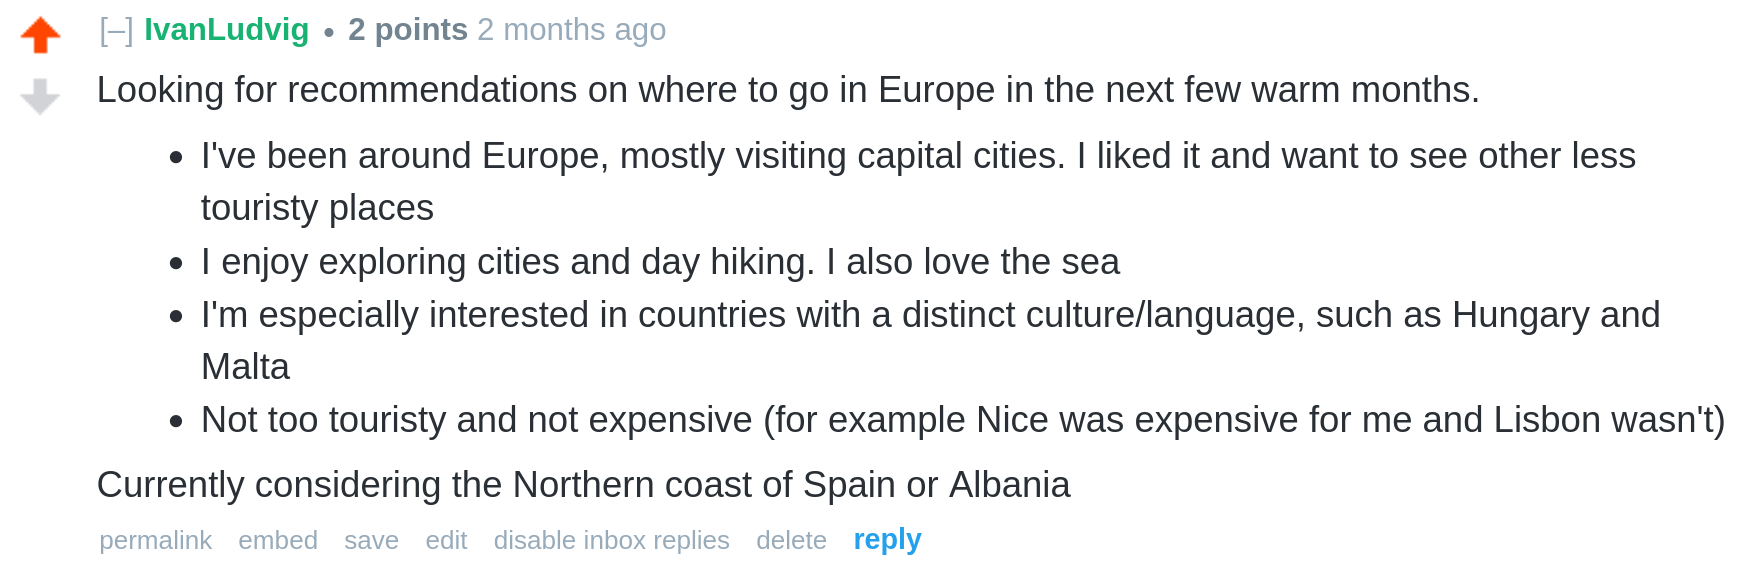 [–] IvanLudvig • 2 points 2 months ago
Looking for recommendations on where to go in Europe in the next few warm months.
• I've been around Europe, mostly visiting capital cities. I liked it and want to see other less
touristy places
• I enjoy exploring cities and day hiking. I also love the sea
• I'm especially interested in countries with a distinct culture/language, such as Hungary and
Malta
• Not too touristy and not expensive (for example Nice was expensive for me and Lisbon wasn't)
Currently considering the Northern coast of Spain or Albania
permalink embed save edit disable inbox replies delete reply